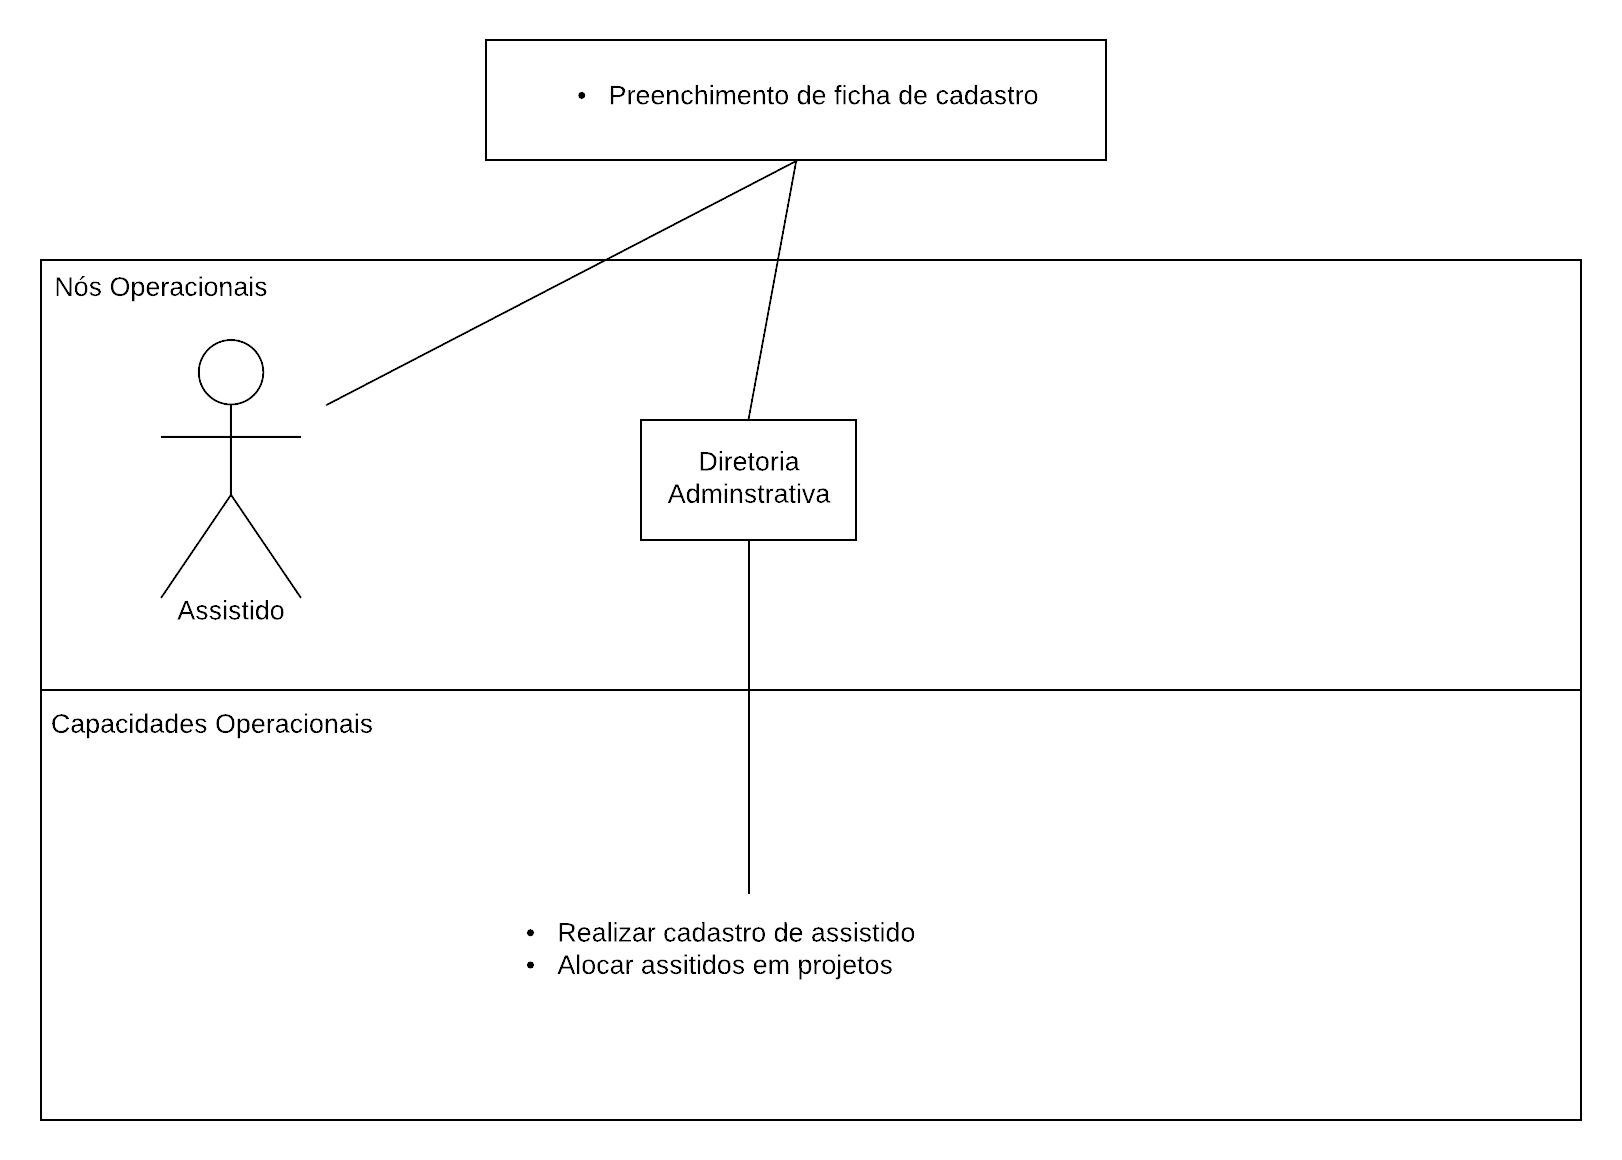 • Preenchimento de ficha de cadastro
Nós Operacionais
Diretoria
Adminstrativa
Assistido
Capacidades Operacionais
• Realizar cadastro de assistido
• Alocar assitidos em projetos